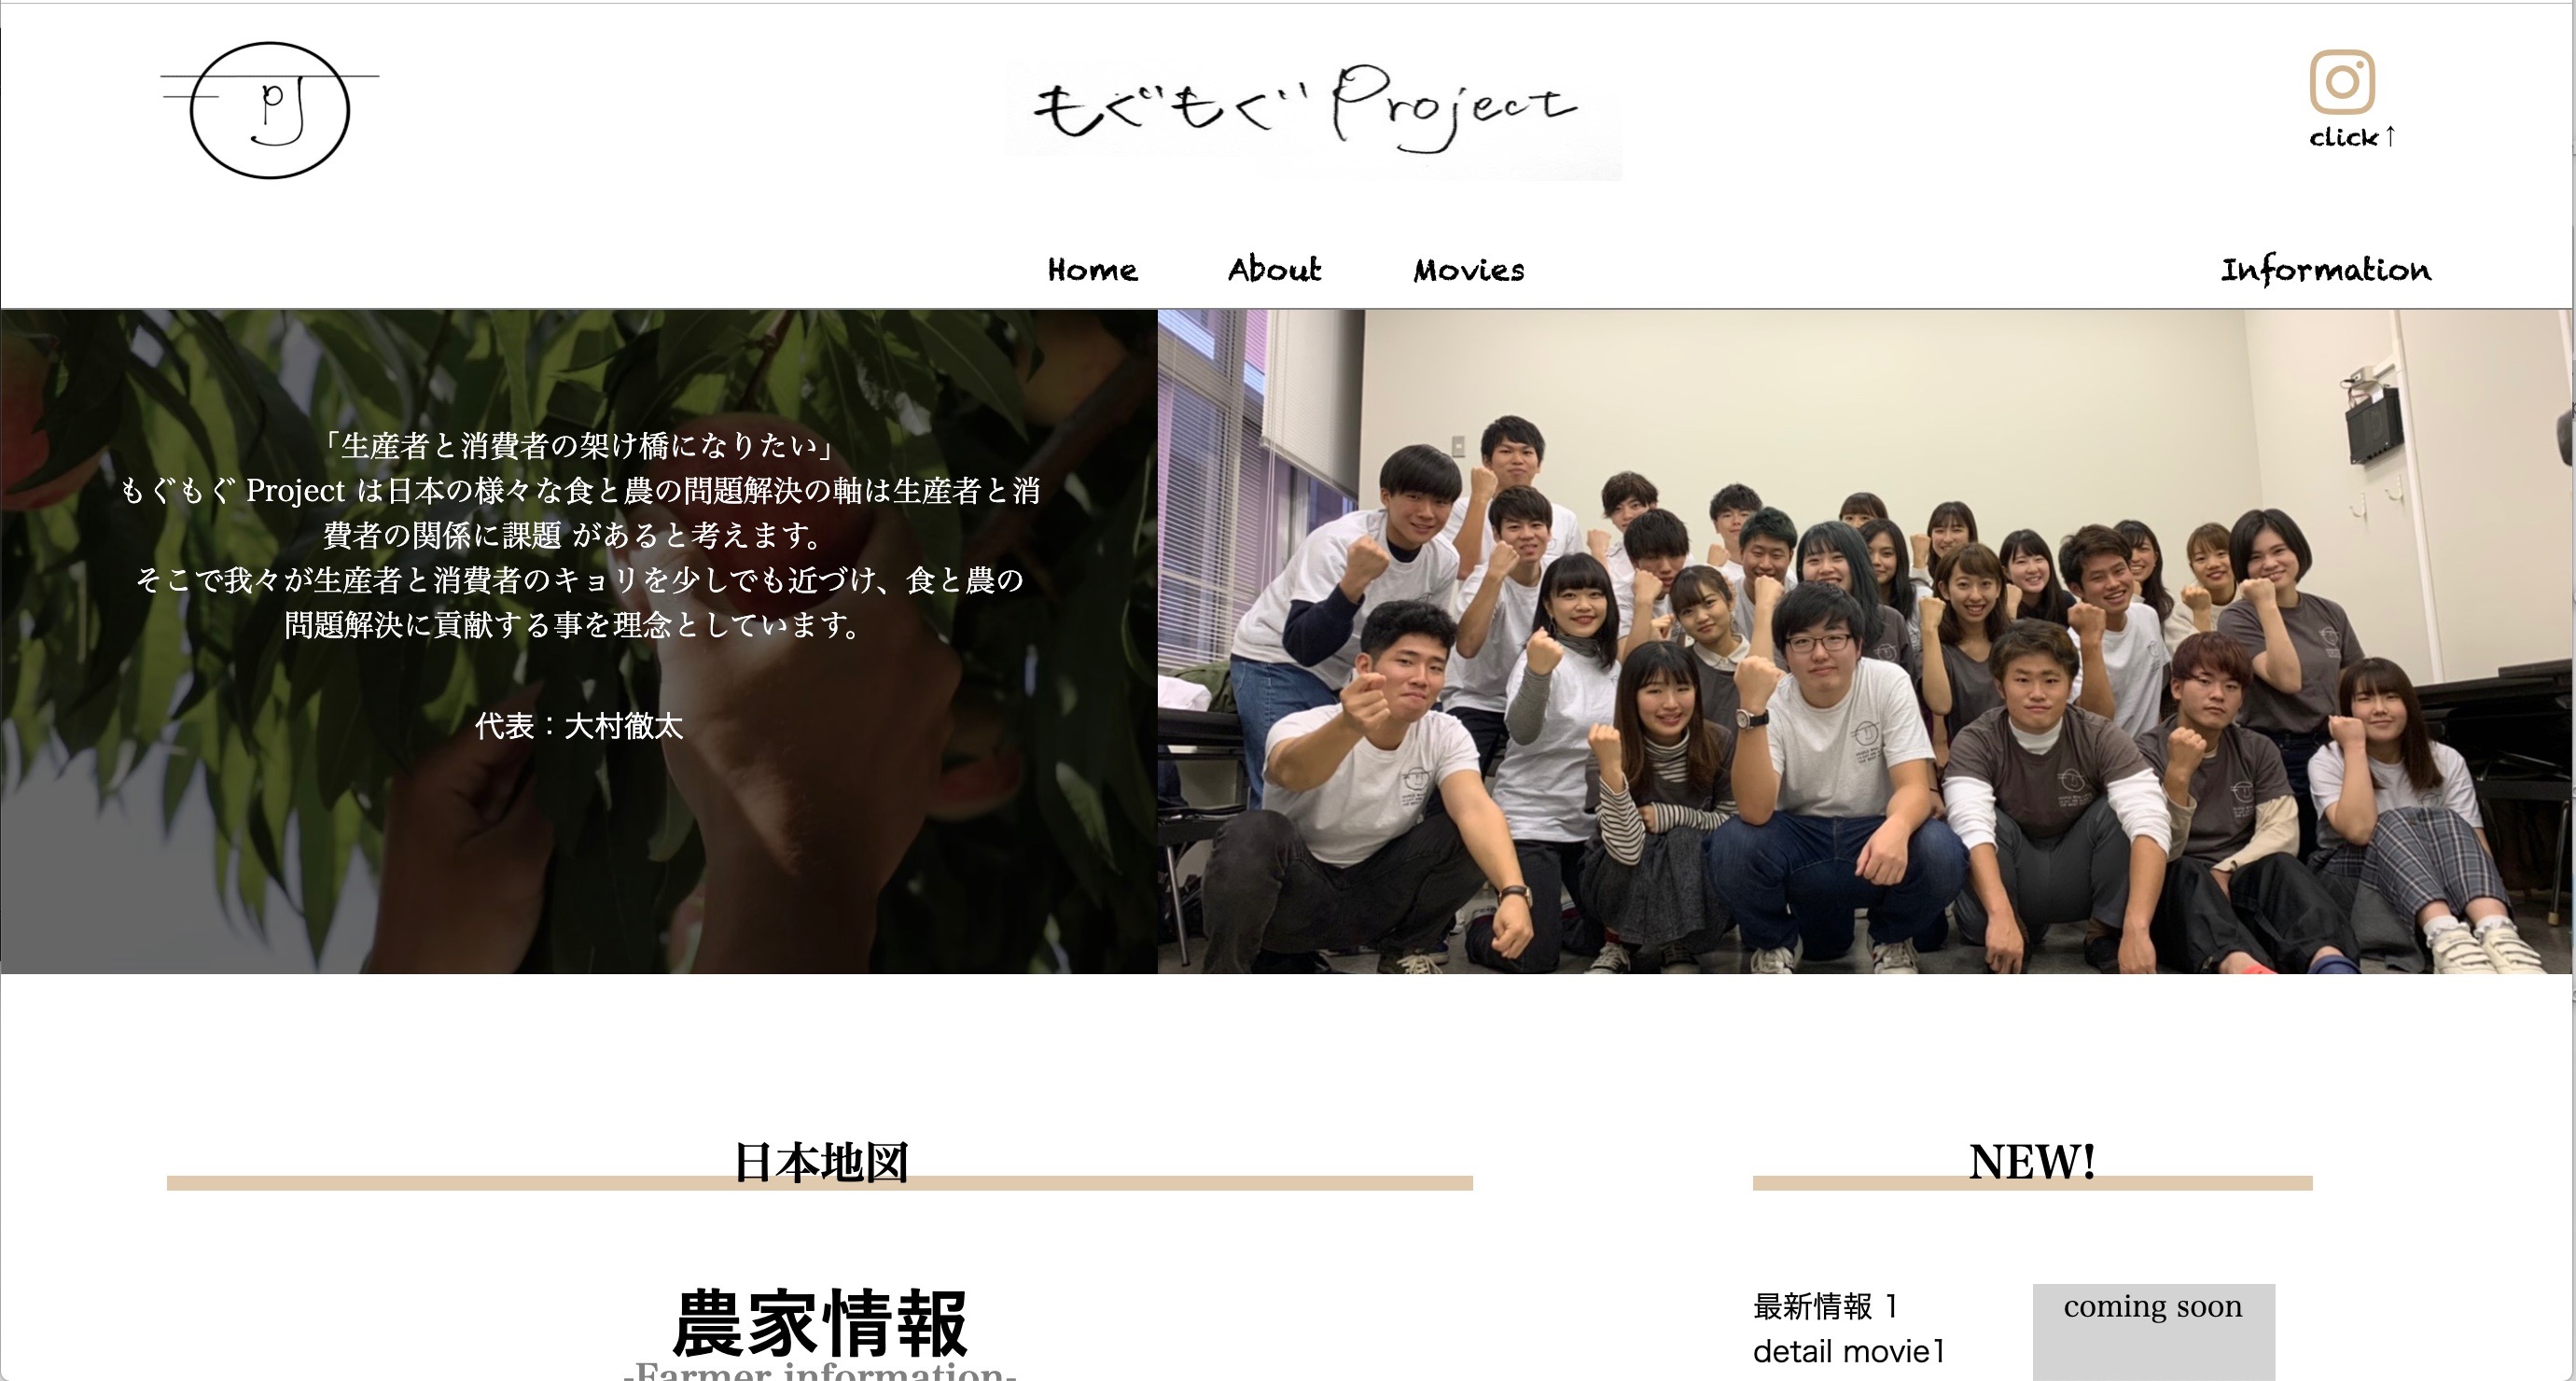 PJ
もぐもぐ Project
click↑
Home About Movies Information
「生産者と消費者の架け橋になりたい」
もぐもぐ Project は日本の様々な食と農の問題解決の軸は生産者と消
費者の関係に課題 があると考えます。
そこで我々が生産者と消費者のキョリを少しでも近づけ、食と農の
問題解決に貢献する事を理念としています。
代表：大村徹太
日本地図
農家情報
-Farmer information-
NEW!
最新情報 1
detail movie1
coming soon